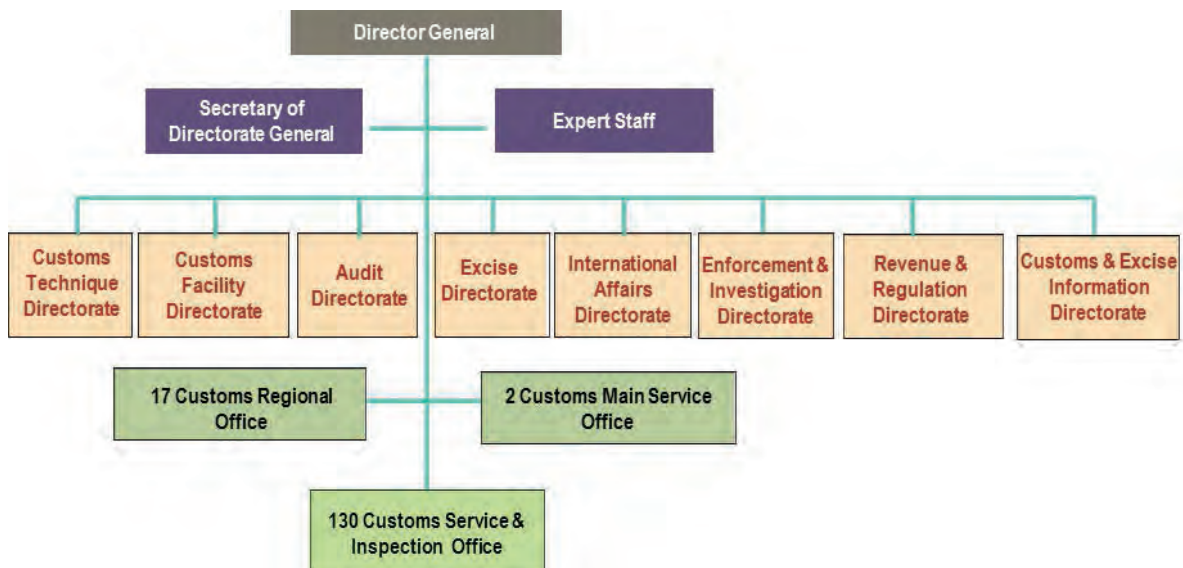 Director General
Secretary of
Directorate General
Expert Staff
Customs
Technique
Directorate
Customs
Facility
Directorate
Audit
Directorate
Excise
Directorate
International
Affairs
Directorate
Enforcement &
Investigation
Directorate
Revenue &
Regulation
Directorate
Customs & Excise
Information
Directorate
17 Customs Regional
Office
2 Customs Main Service
Office
130 Customs Service &
Inspection Office